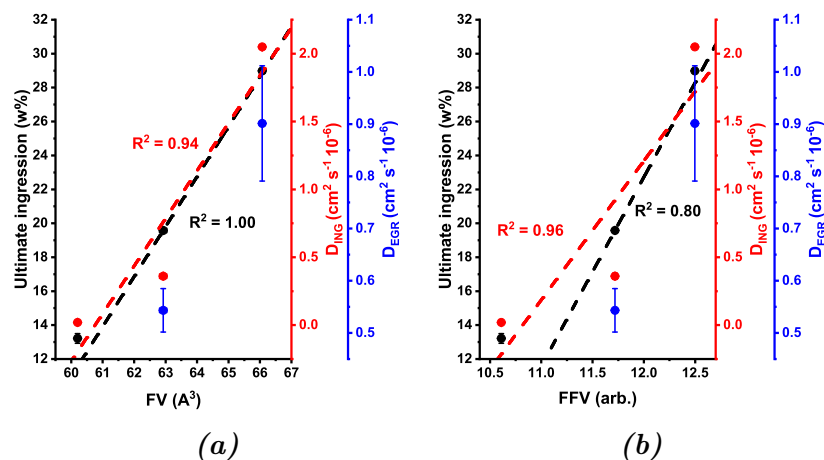 32
30
28
26
24
22
20
18
16
14
12
Ultimate ingression (w%)
60 61 62 63 64 65 66 67
FV (A³)
R² = 0.94
R² = 1.00
2.0
1.5
1.0
0.5
0.0
D_ING (cm² s⁻¹ 10⁻⁶)
1.1
1.0
0.9
0.8
0.7
0.6
0.5
D_EGR (cm² s⁻¹ 10⁻⁶)
(a)
32
30
28
26
24
22
20
18
16
14
12
Ultimate ingression (w%)
10.5 11.0 11.5 12.0 12.5
FFV (arb.)
R² = 0.96
R² = 0.80
2.0
1.5
1.0
0.5
0.0
D_ING (cm² s⁻¹ 10⁻⁶)
1.1
1.0
0.9
0.8
0.7
0.6
0.5
D_EGR (cm² s⁻¹ 10⁻⁶)
(b)